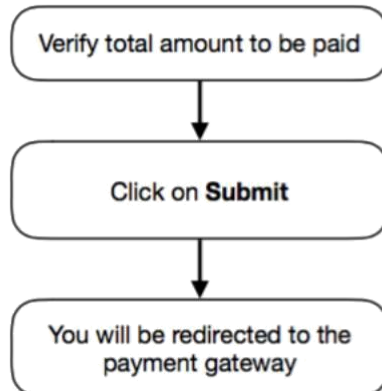 Verify total amount to be paid
Click on Submit
You will be redirected to the
payment gateway